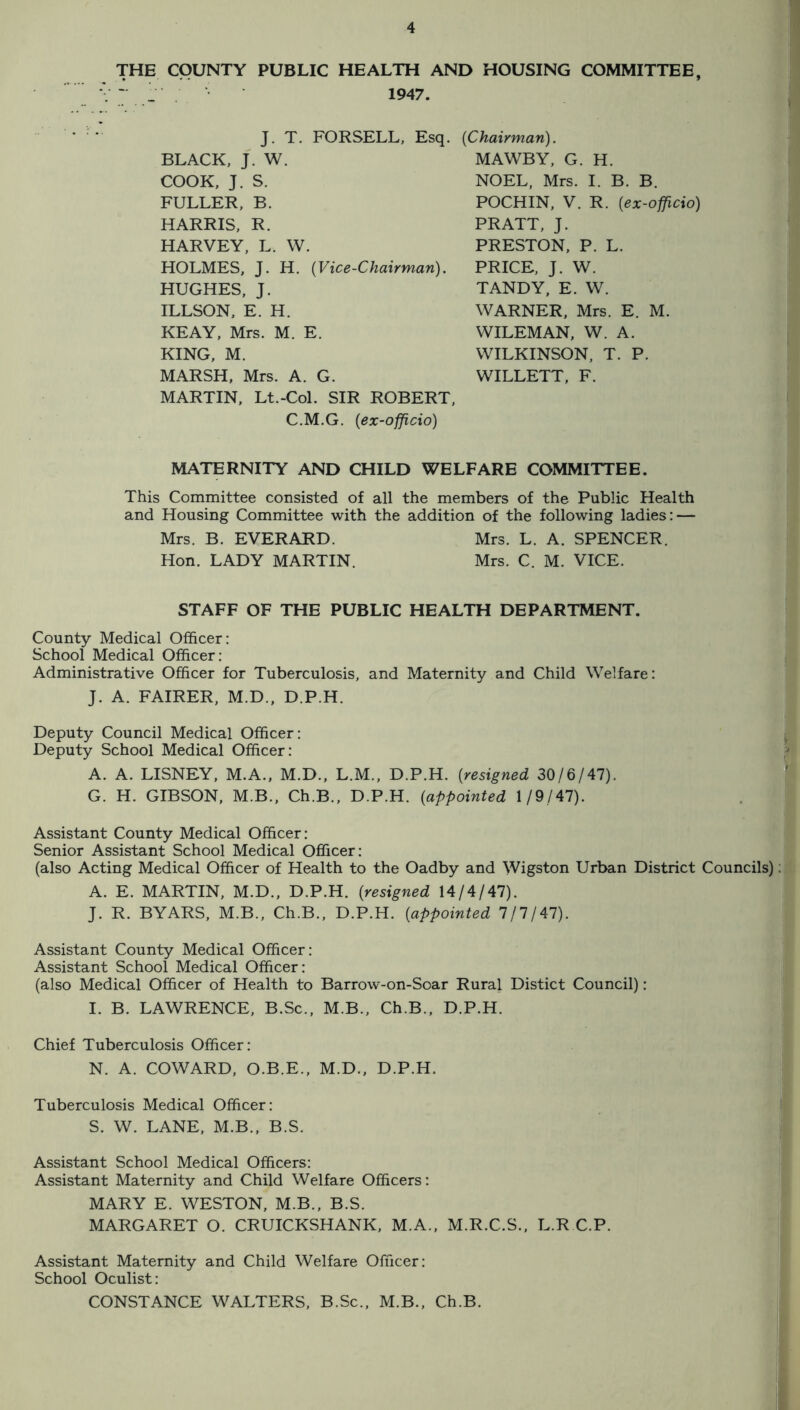 4
THE COUNTY PUBLIC HEALTH AND HOUSING COMMITTEE,
1947.
J. T. FORSELL, Esq. (Chairman).
BLACK, J. W.
COOK, J. S.
FULLER, B.
HARRIS, R.
HARVEY, L. W.
HOLMES, J. H. (Vice-Chairman).
HUGHES, J.
ILLSON, E. H.
KEAY, Mrs. M. E.
KING, M.
MARSH, Mrs. A. G.
MARTIN, Lt.-Col. SIR ROBERT,
C.M.G. (ex-officio)
MAWBY, G. H.
NOEL, Mrs. I. B. B.
POCHIN, V. R. (ex-officio)
PRATT, J.
PRESTON, P. L.
PRICE, J. W.
TANDY, E. W.
WARNER, Mrs. E. M.
WILEMAN, W. A.
WILKINSON, T. P.
WILLETT, F.
MATERNITY AND CHILD WELFARE COMMITTEE.
This Committee consisted of all the members of the Public Health
and Housing Committee with the addition of the following ladies:—
Mrs. B. EVERARD. Mrs. L. A. SPENCER.
Hon. LADY MARTIN. Mrs. C. M. VICE.
STAFF OF THE PUBLIC HEALTH DEPARTMENT.
County Medical Officer:
School Medical Officer:
Administrative Officer for Tuberculosis, and Maternity and Child Welfare:
J. A. FAIRER, M.D., D.P.H.
Deputy Council Medical Officer:
Deputy School Medical Officer:
A. A. LISNEY, M.A., M.D., L.M., D.P.H. (resigned 30/6/47).
G. H. GIBSON, M.B., Ch.B., D.P.H. (appointed 1/9/47).
Assistant County Medical Officer:
Senior Assistant School Medical Officer:
(also Acting Medical Officer of Health to the Oadby and Wigston Urban District Councils):
A. E. MARTIN, M.D., D.P.H. (resigned 14/4/47).
J. R. BYARS, M.B., Ch.B., D.P.H. (appointed 7/7/47).
Assistant County Medical Officer:
Assistant School Medical Officer:
(also Medical Officer of Health to Barrow-on-Soar Rural Distict Council):
I. B. LAWRENCE, B.Sc., M.B., Ch.B., D.P.H.
Chief Tuberculosis Officer:
N. A. COWARD, O.B.E., M.D., D.P.H.
Tuberculosis Medical Officer:
S. W. LANE, M.B., B.S.
Assistant School Medical Officers:
Assistant Maternity and Child Welfare Officers:
MARY E. WESTON, M.B., B.S.
MARGARET O. CRUICKSHANK, M.A., M.R.C.S., L.R C.P.
Assistant Maternity and Child Welfare Officer:
School Oculist:
CONSTANCE WALTERS, B.Sc., M.B., Ch.B.